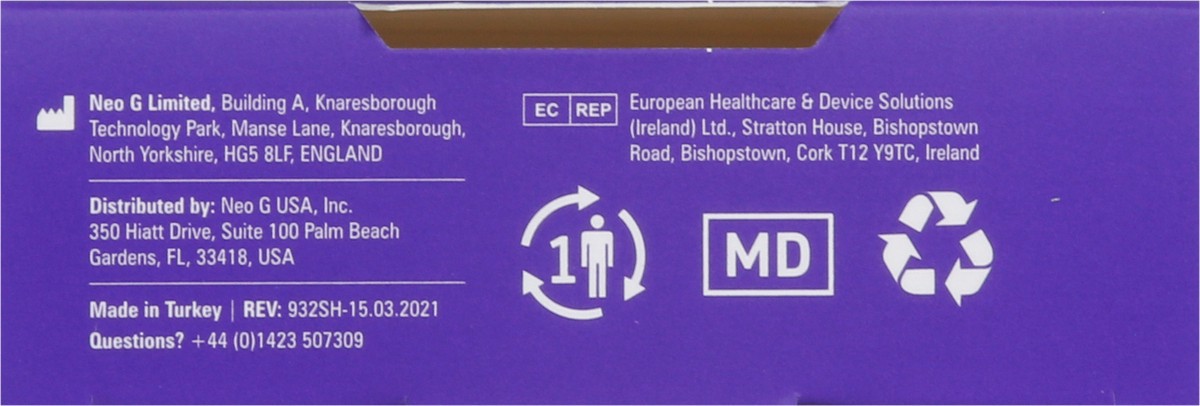 Neo G Limited, Building A, Knaresborough
Technology Park, Manse Lane, Knaresborough,
North Yorkshire, HG5 8LF, ENGLAND
Distributed by: Neo G USA, Inc.
350 Hiatt Drive, Suite 100 Palm Beach
Gardens, FL, 33418, USA
Made in Turkey | REV: 932SH-15.03.2021
Questions? +44 (0)1423 507309
EC REP
European Healthcare & Device Solutions
(Ireland) Ltd., Stratton House, Bishopstown
Road, Bishopstown, Cork T12 Y9TC, Ireland
1
MD